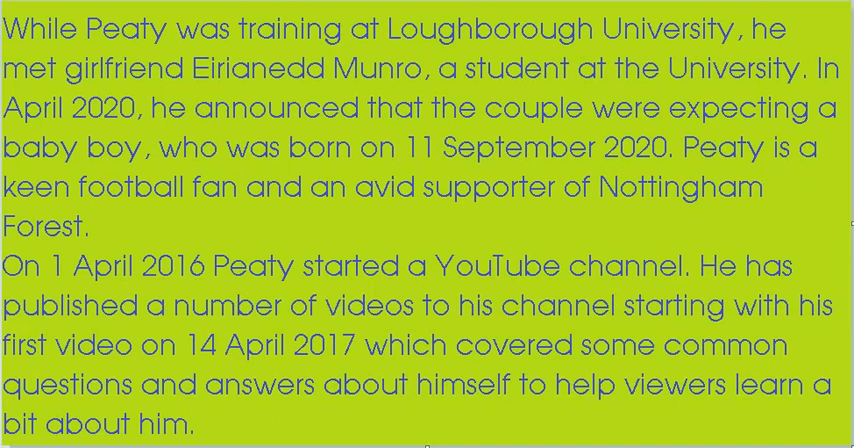 While Peaty was training at Loughborough University, he
met girlfriend Eirianedd Munro, a student at the University. In
April 2020, he announced that the couple were expecting a
baby boy, who was born on 11 September 2020. Peaty is a
keen football fan and an avid supporter of Nottingham
Forest.
On 1 April 2016 Peaty started a YouTube channel. He has
published a number of videos to his channel starting with his
first video on 14 April 2017 which covered some common
questions and answers about himself to help viewers learn a
bit about him.